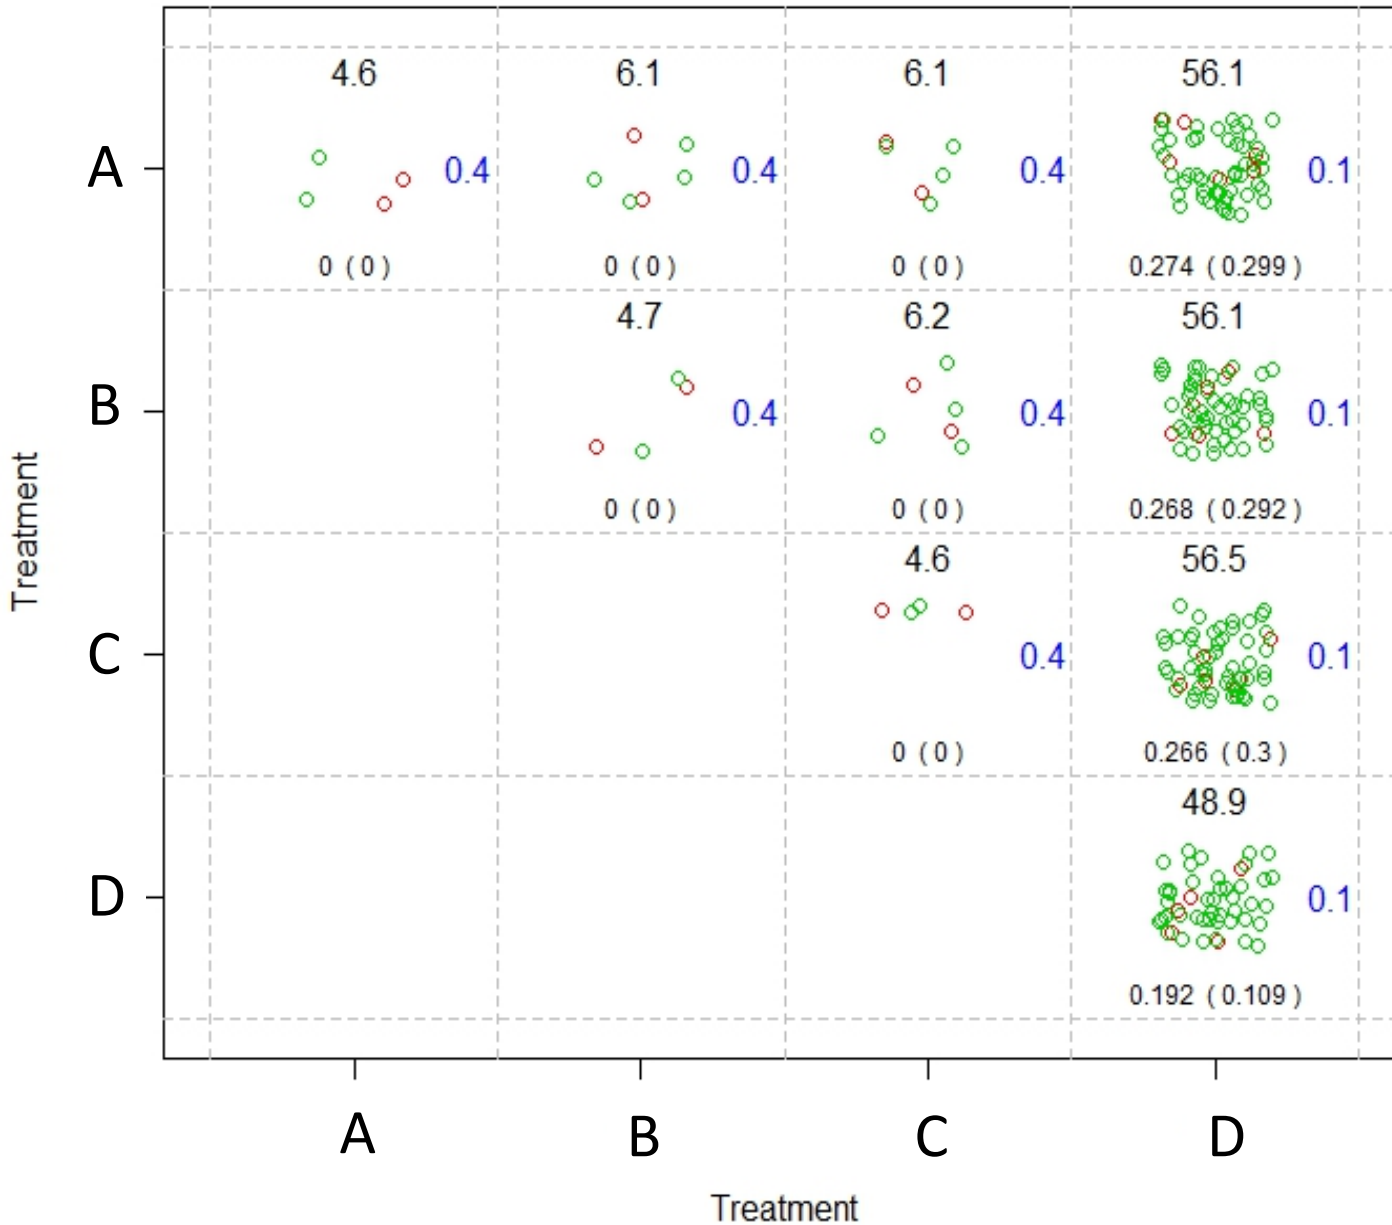 4.6 6.1 6.1 56.1
A 0.4 0.4 0.4 0.1
0 (0) 0 (0) 0 (0) 0.274 (0.299)
4.7 6.2 56.1
B 0.4 0.4 0.1
0 (0) 0 (0) 0.268 (0.292)
4.6 56.5
C 0.4 0.1
0 (0) 0.266 (0.3)
48.9
D 0.1
0.192 (0.109)
Treatment
A B C D
Treatment